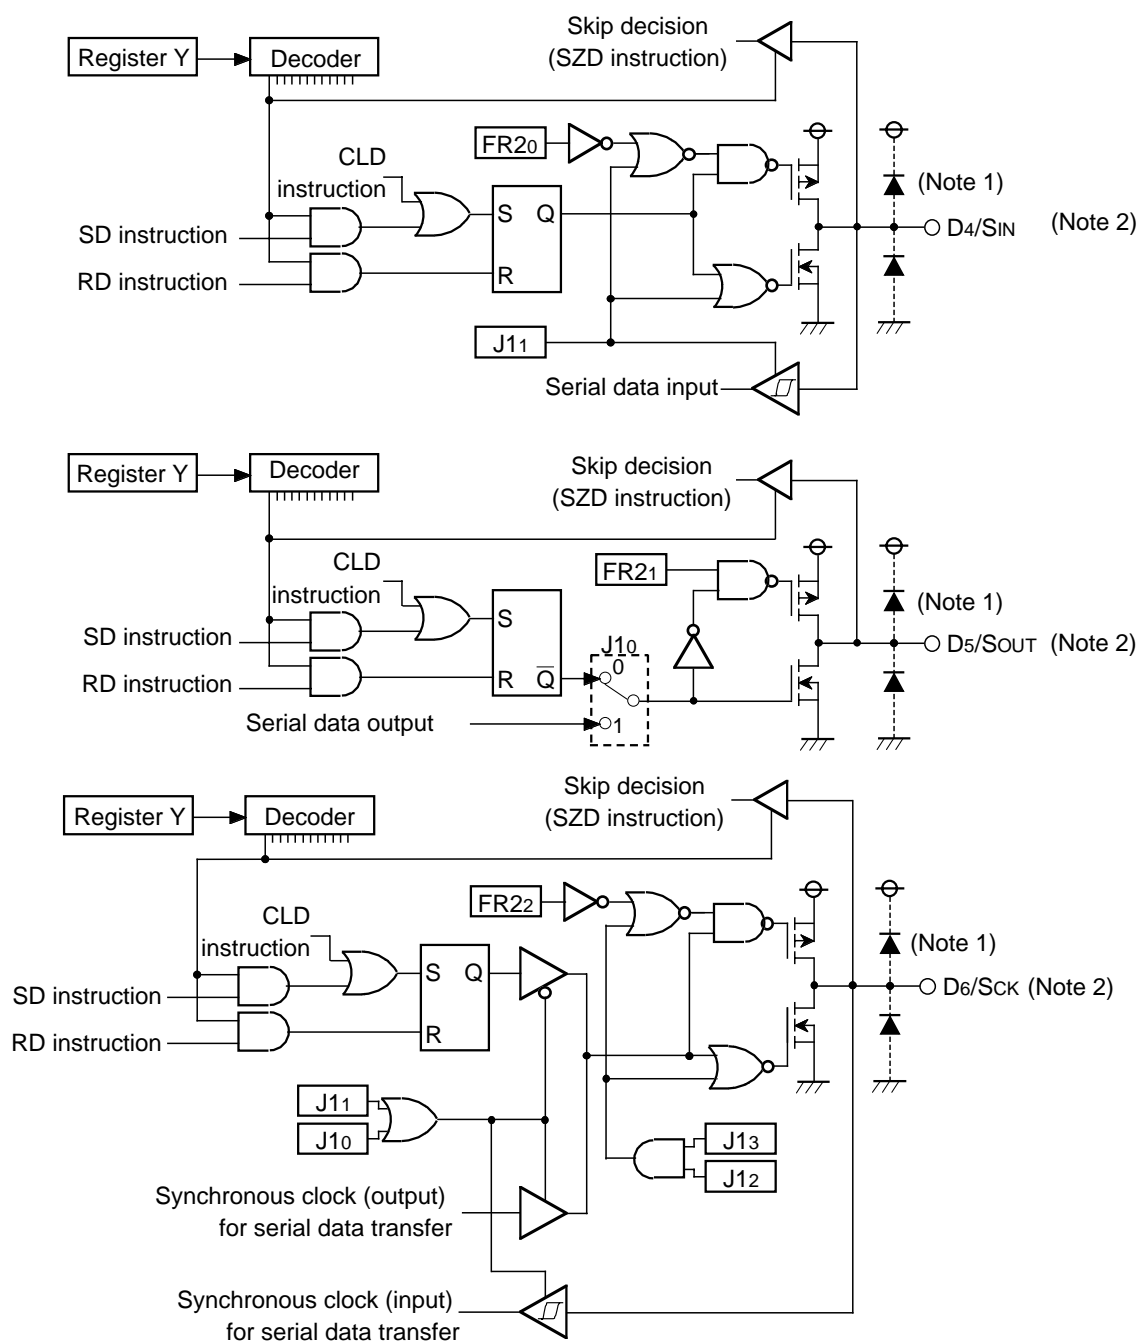 Skip decision
(SZD instruction)
Register Y
Decoder
FR20
CLD
instruction
(Note 1)
S
Q
SD instruction
D4/SIN
(Note 2)
RD instruction
R
J11
Serial data input
Skip decision
(SZD instruction)
Register Y
Decoder
CLD
instruction
FR21
(Note 1)
S
SD instruction
J10
D5/SOUT (Note 2)
0
RD instruction
R
Q̅
Serial data output
1
Skip decision
(SZD instruction)
Register Y
Decoder
FR22
CLD
instruction
(Note 1)
S
Q
SD instruction
D6/SCK (Note 2)
RD instruction
R
J11
J10
J13
J12
Synchronous clock (output)
for serial data transfer
Synchronous clock (input)
for serial data transfer